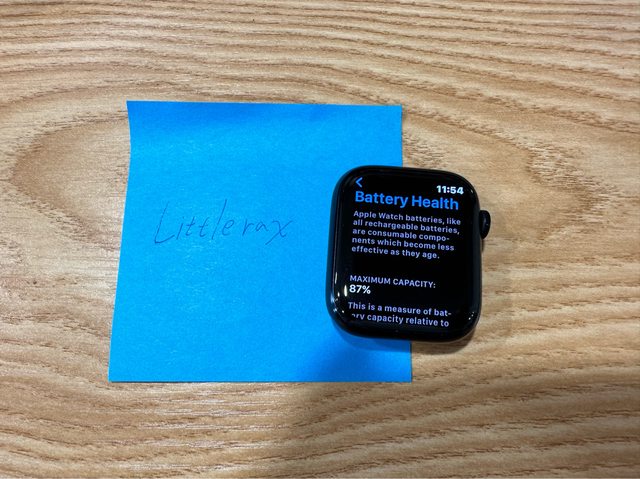 Littlerax
11:54
Battery Health
Apple Watch batteries, like
all rechargeable batteries,
are consumable compo-
nents which become less
effective as they age.
MAXIMUM CAPACITY:
87%
This is a measure of bat-
ery capacity relative to